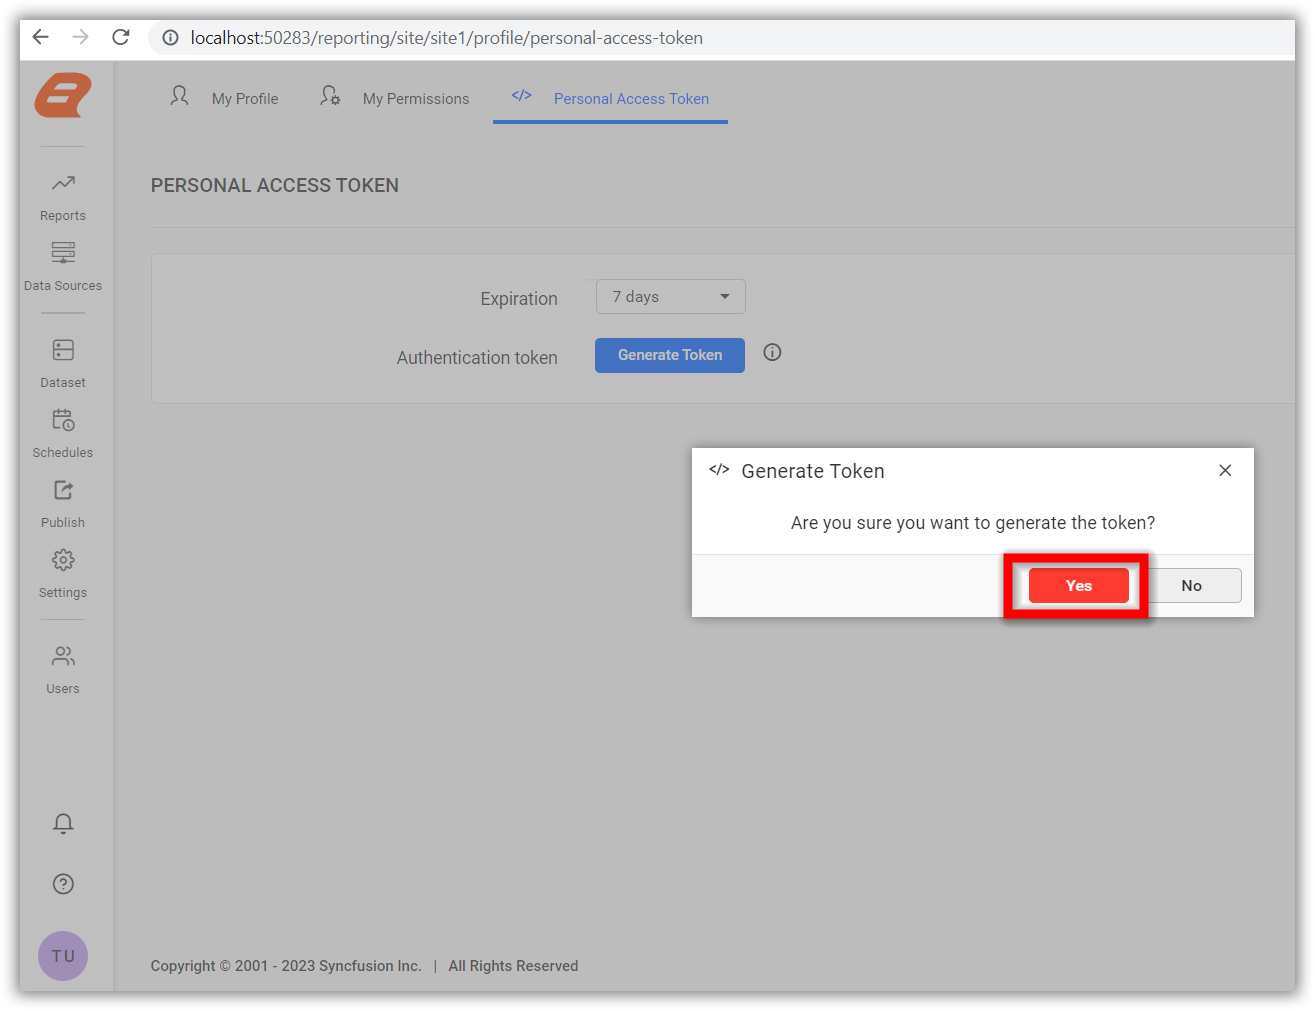 localhost:50283/reporting/site/site1/profile/personal-access-token
My Profile
My Permissions
</> Personal Access Token
PERSONAL ACCESS TOKEN
Reports
Data Sources
Dataset
Schedules
Publish
Settings
Users
TU
Expiration 7 days
Authentication token Generate Token
</> Generate Token
Are you sure you want to generate the token?
Yes No
Copyright © 2001 - 2023 Syncfusion Inc. | All Rights Reserved